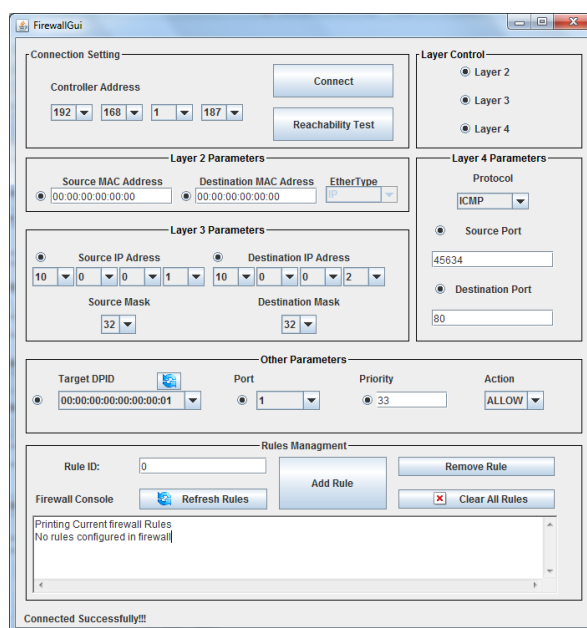 FirewallGui
Connection Setting
Controller Address
192 168 1 187
Connect
Reachability Test
Layer Control
Layer 2
Layer 3
Layer 4
Layer 2 Parameters
Source MAC Address Destination MAC Adress EtherType
00:00:00:00:00:00 00:00:00:00:00:00 IP
Layer 3 Parameters
Source IP Adress Destination IP Adress
10 0 0 1 10 0 0 2
Source Mask Destination Mask
32 32
Layer 4 Parameters
Protocol
ICMP
Source Port
45634
Destination Port
80
Other Parameters
Target DPID Port Priority Action
00:00:00:00:00:00:00:01 1 33 ALLOW
Rules Managment
Rule ID: 0 Add Rule Remove Rule
Firewall Console Refresh Rules Clear All Rules
Printing Current firewall Rules
No rules configured in firewall
Connected Successfully!!!